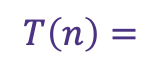 T(n) =